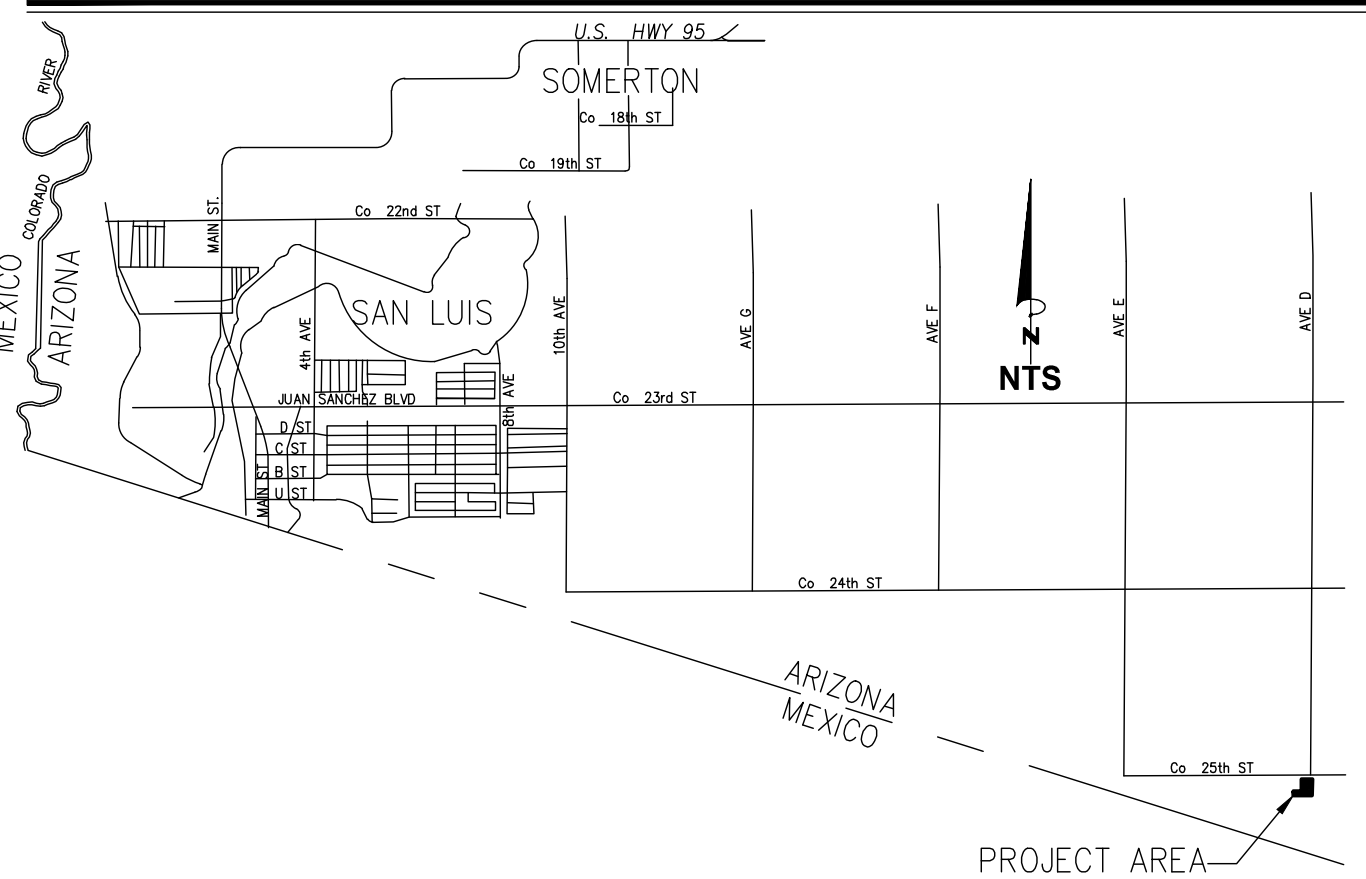 U.S. HWY 95
SOMERTON
RIVER
Co 18th ST
Co 19th ST
COLORADO
MAIN ST.
Co 22nd ST
MEXICO
ARIZONA
SAN LUIS
4th AVE
10th AVE
AVE G
AVE F
AVE E
AVE D
N
NTS
JUAN SANCHEZ BLVD
8th AVE
Co 23rd ST
D ST
C ST
B ST
U ST
MAIN ST
Co 24th ST
ARIZONA
MEXICO
Co 25th ST
PROJECT AREA